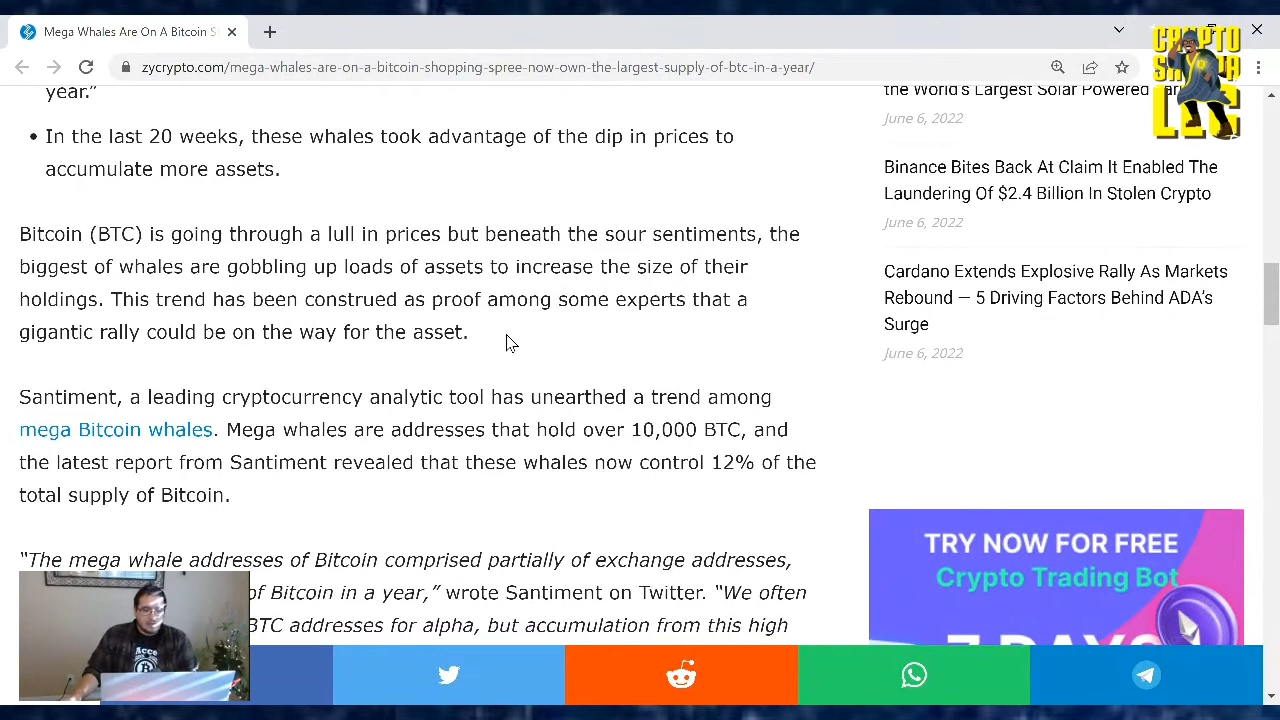 Mega Whales Are On A Bitcoin S
zycrypto.com/mega-whales-are-on-a-bitcoin-shopping-spree-now-own-the-largest-supply-of-btc-in-a-year/
CRYPTO
year.”
• In the last 20 weeks, these whales took advantage of the dip in prices to
accumulate more assets.
Bitcoin (BTC) is going through a lull in prices but beneath the sour sentiments, the
biggest of whales are gobbling up loads of assets to increase the size of their
holdings. This trend has been construed as proof among some experts that a
gigantic rally could be on the way for the asset.
Santiment, a leading cryptocurrency analytic tool has unearthed a trend among
mega Bitcoin whales. Mega whales are addresses that hold over 10,000 BTC, and
the latest report from Santiment revealed that these whales now control 12% of the
total supply of Bitcoin.
“The mega whale addresses of Bitcoin comprised partially of exchange addresses,
of Bitcoin in a year,” wrote Santiment on Twitter. “We often
BTC addresses for alpha, but accumulation from this high
the World's Largest Solar Powered
June 6, 2022
Binance Bites Back At Claim It Enabled The
Laundering Of $2.4 Billion In Stolen Crypto
June 6, 2022
Cardano Extends Explosive Rally As Markets
Rebound — 5 Driving Factors Behind ADA’s
Surge
June 6, 2022
TRY NOW FOR FREE
Crypto Trading Bot
7 DAYS